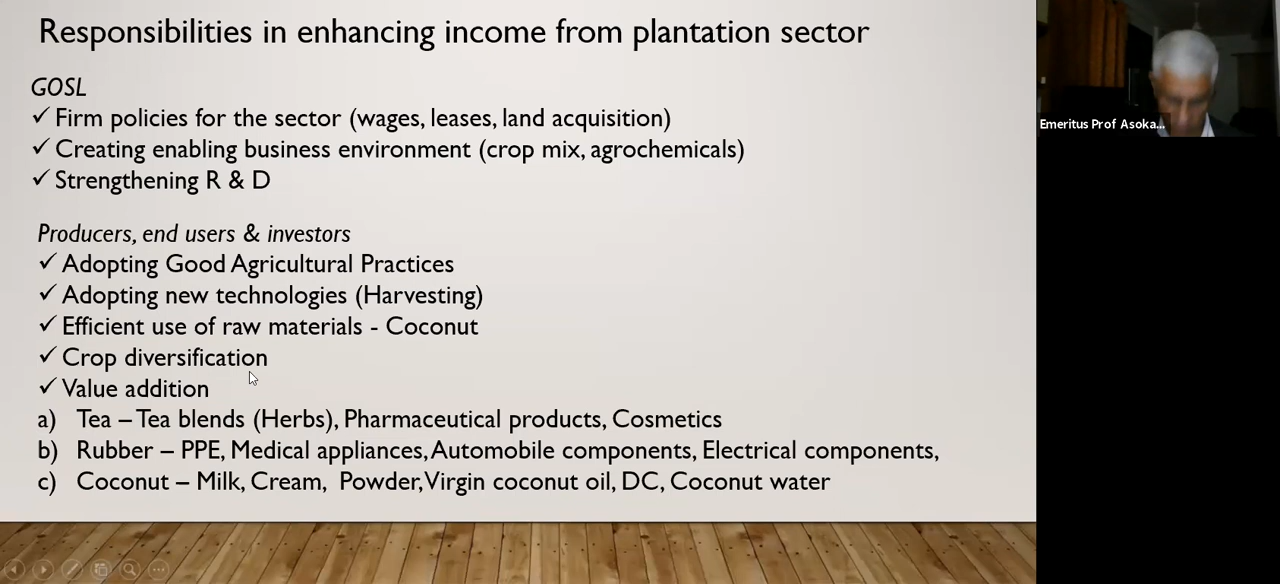 Responsibilities in enhancing income from plantation sector
GOSL
✓ Firm policies for the sector (wages, leases, land acquisition)
✓ Creating enabling business environment (crop mix, agrochemicals)
✓ Strengthening R & D
Producers, end users & investors
✓ Adopting Good Agricultural Practices
✓ Adopting new technologies (Harvesting)
✓ Efficient use of raw materials - Coconut
✓ Crop diversification
✓ Value addition
a) Tea – Tea blends (Herbs), Pharmaceutical products, Cosmetics
b) Rubber – PPE, Medical appliances, Automobile components, Electrical components,
c) Coconut – Milk, Cream, Powder, Virgin coconut oil, DC, Coconut water
Emeritus Prof Asoka...